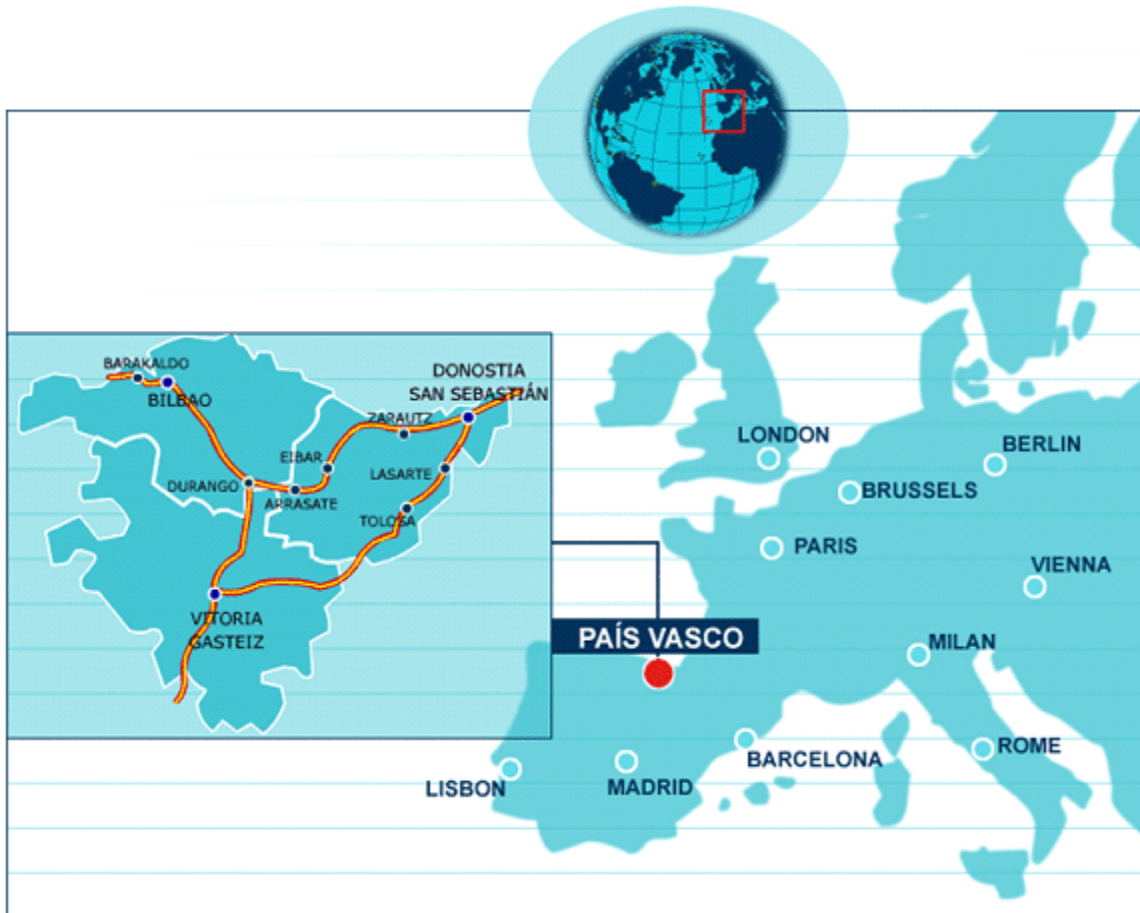 BARAKALDO
BILBAO
DONOSTIA
SAN SEBASTIÁN
ZARAUTZ
EIBAR
LASARTE
DURANGO
ARRASATE
TOLOSA
VITORIA
GASTEIZ
PAÍS VASCO
LONDON
BERLIN
BRUSSELS
PARIS
VIENNA
MILAN
ROME
BARCELONA
MADRID
LISBON